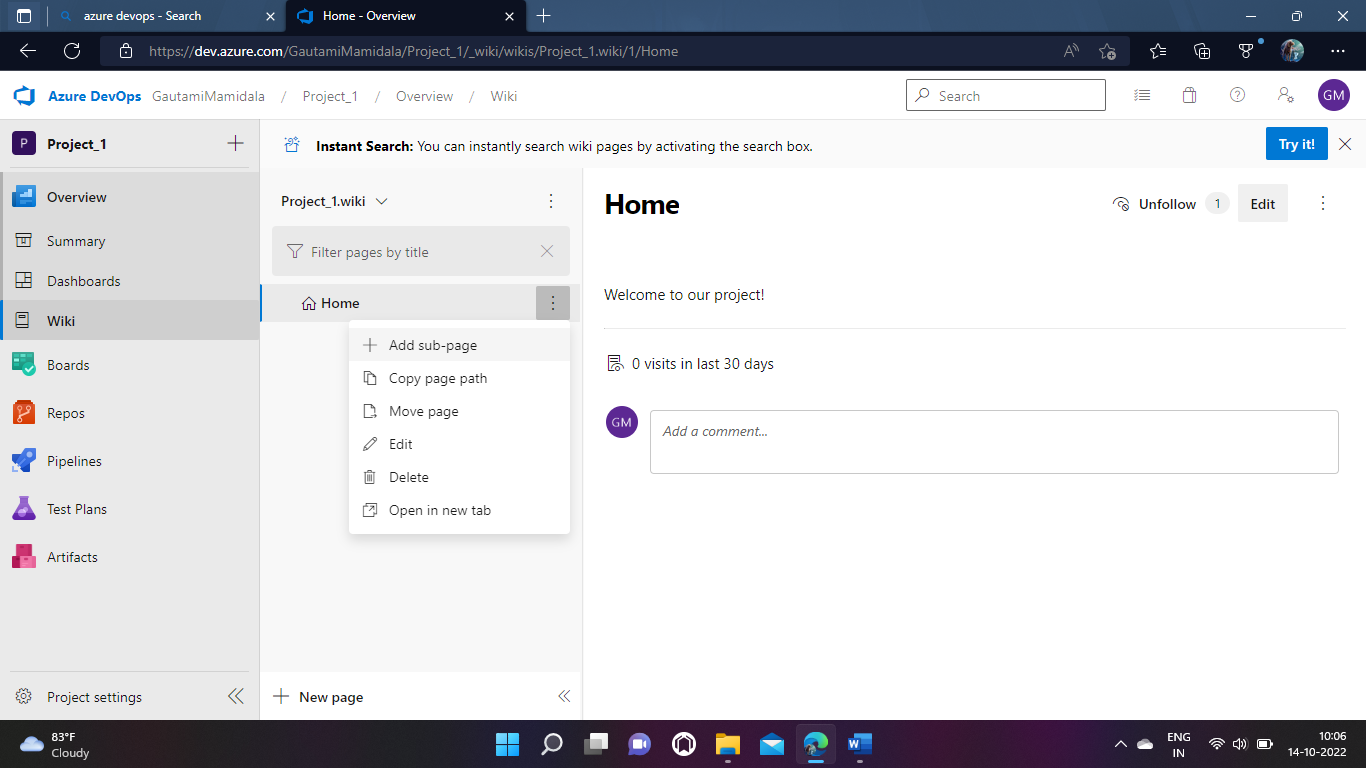 azure devops - Search
Home - Overview
https://dev.azure.com/GautamiMamidala/Project_1/_wiki/wikis/Project_1.wiki/1/Home
Azure DevOps GautamiMamidala / Project_1 / Overview / Wiki
Search
GM
P Project_1
Instant Search: You can instantly search wiki pages by activating the search box.
Try it!
Overview
Summary
Dashboards
Wiki
Boards
Repos
Pipelines
Test Plans
Artifacts
Project settings
Project_1.wiki
Filter pages by title
Home
Add sub-page
Copy page path
Move page
Edit
Delete
Open in new tab
New page
Home
Unfollow 1
Edit
Welcome to our project!
0 visits in last 30 days
GM
Add a comment...
83°F
Cloudy
ENG
IN
10:06
14-10-2022